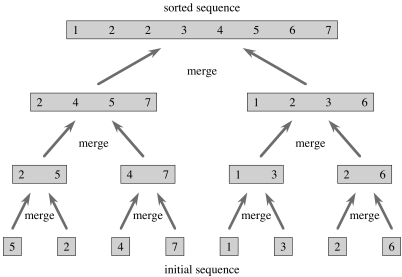 sorted sequence
1 2 2 3 4 5 6 7
merge
2 4 5 7 1 2 3 6
merge merge
2 5 4 7 1 3 2 6
merge merge merge merge
5 2 4 7 1 3 2 6
initial sequence